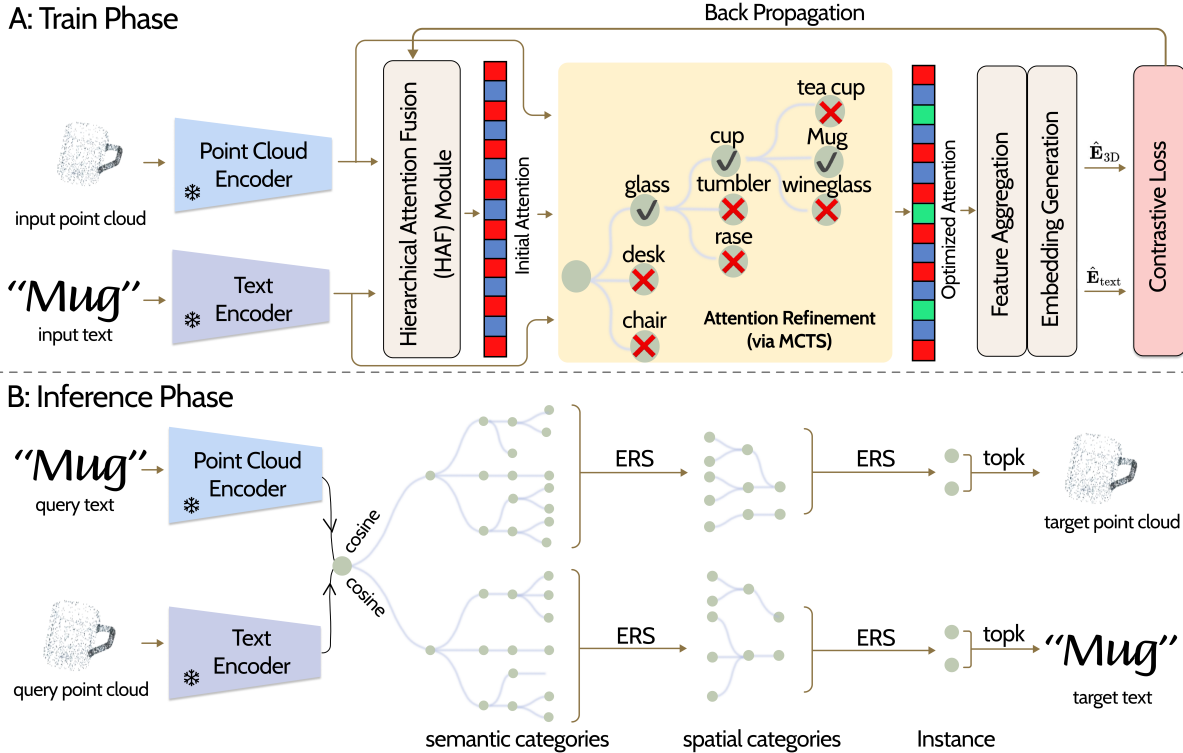 A: Train Phase
Back Propagation
input point cloud
Point Cloud
Encoder
“Mug”
input text
Text
Encoder
Hierarchical Attention Fusion
(HAF) Module
Initial Attention
glass
desk
chair
cup
tumbler
rase
tea cup
Mug
wineglass
Attention Refinement
(via MCTS)
Optimized Attention
Feature Aggregation
Embedding Generation
Ê3D
Êtext
Contrastive Loss
B: Inference Phase
“Mug”
query text
Point Cloud
Encoder
cosine
ERS
ERS
topk
target point cloud
query point cloud
Text
Encoder
cosine
ERS
ERS
topk
“Mug”
target text
semantic categories
spatial categories
Instance